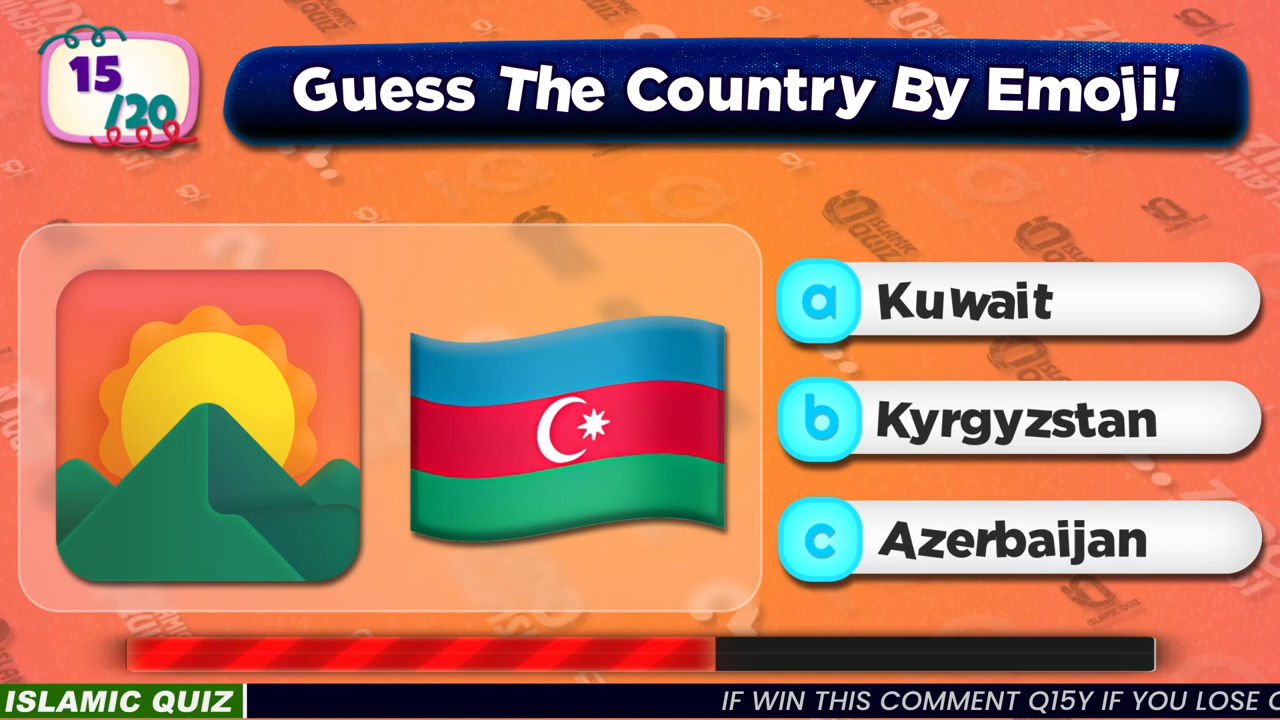 15
/20
Guess The Country By Emoji!
a Kuwait
b Kyrgyzstan
c Azerbaijan
ISLAMIC QUIZ
IF WIN THIS COMMENT Q15Y IF YOU LOSE